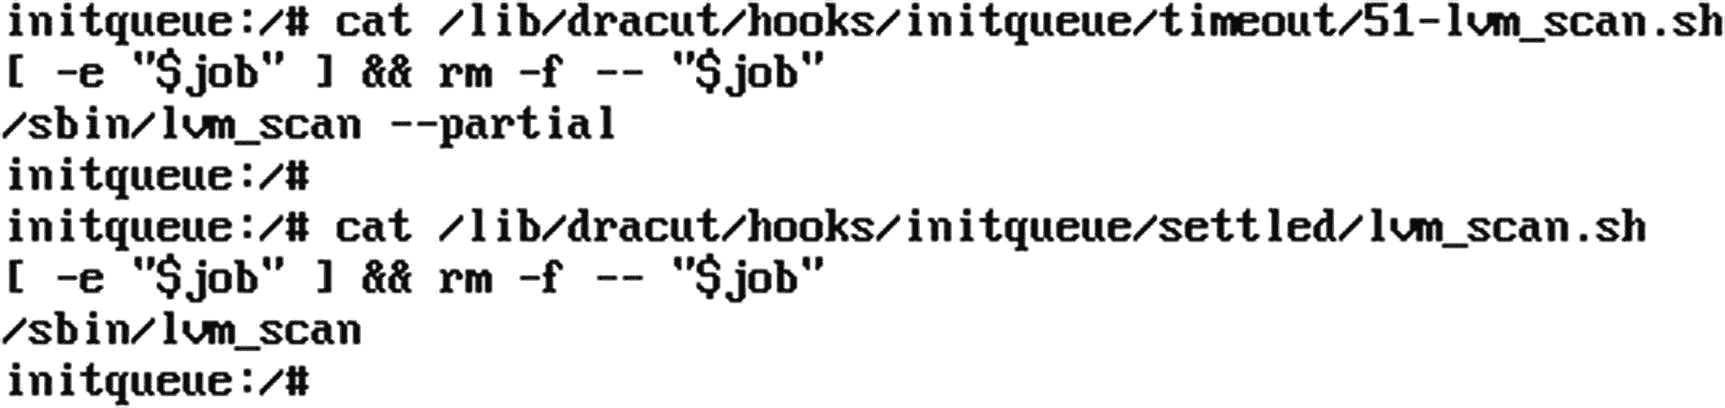 initqueue:/# cat /lib/dracut/hooks/initqueue/timeout/51-lvm_scan.sh
[ -e "$job" ] && rm -f -- "$job"
/sbin/lvm_scan --partial
initqueue:/#
initqueue:/# cat /lib/dracut/hooks/initqueue/settled/lvm_scan.sh
[ -e "$job" ] && rm -f -- "$job"
/sbin/lvm_scan
initqueue:/#